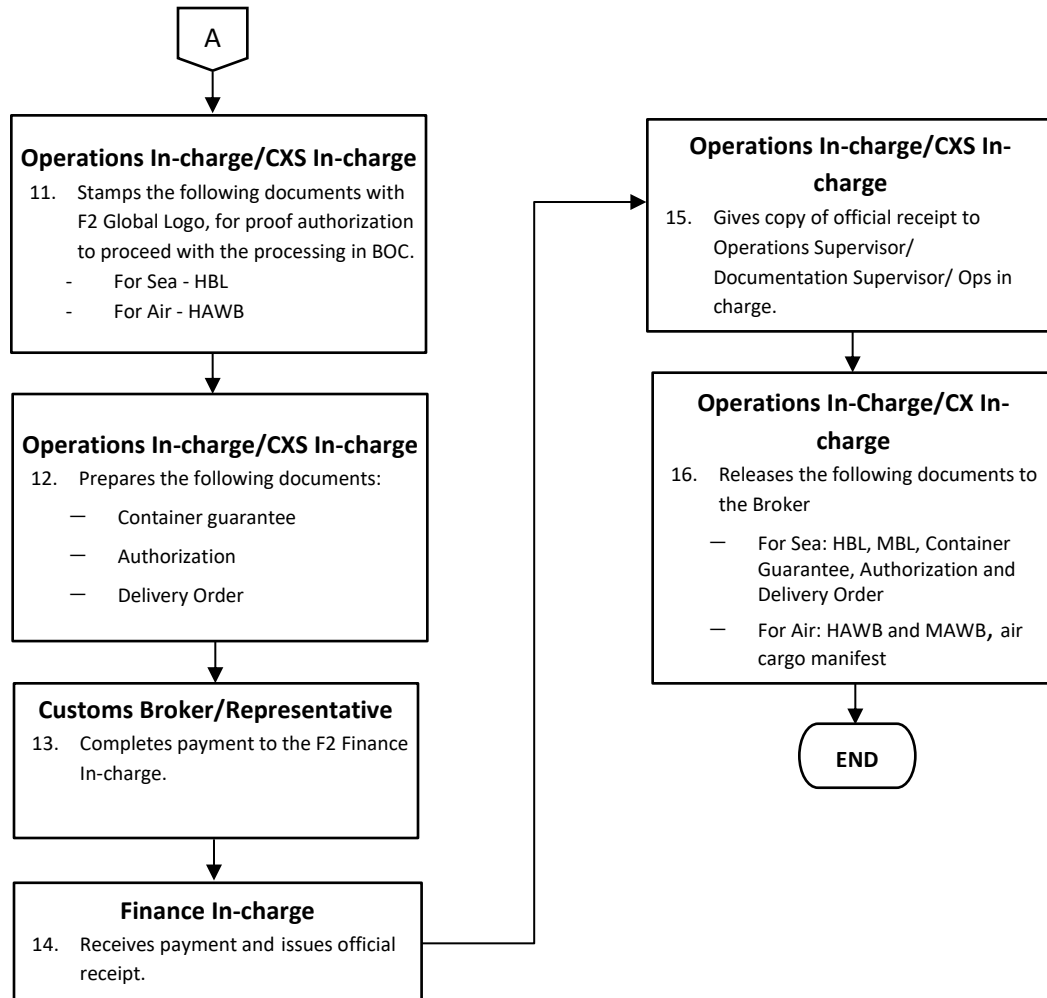 A
Operations In-charge/CXS In-charge
11. Stamps the following documents with
F2 Global Logo, for proof authorization
to proceed with the processing in BOC.
- For Sea - HBL
- For Air - HAWB
Operations In-charge/CXS In-charge
12. Prepares the following documents:
— Container guarantee
— Authorization
— Delivery Order
Customs Broker/Representative
13. Completes payment to the F2 Finance
In-charge.
Finance In-charge
14. Receives payment and issues official
receipt.
Operations In-charge/CXS In-
charge
15. Gives copy of official receipt to
Operations Supervisor/
Documentation Supervisor/ Ops in
charge.
Operations In-Charge/CX In-
charge
16. Releases the following documents to
the Broker
— For Sea: HBL, MBL, Container
Guarantee, Authorization and
Delivery Order
— For Air: HAWB and MAWB, air
cargo manifest
END